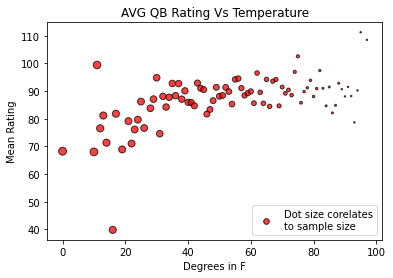 AVG QB Rating Vs Temperature
Mean Rating
110
100
90
80
70
60
50
40
Dot size corelates
to sample size
0
20
40
60
80
100
Degrees in F